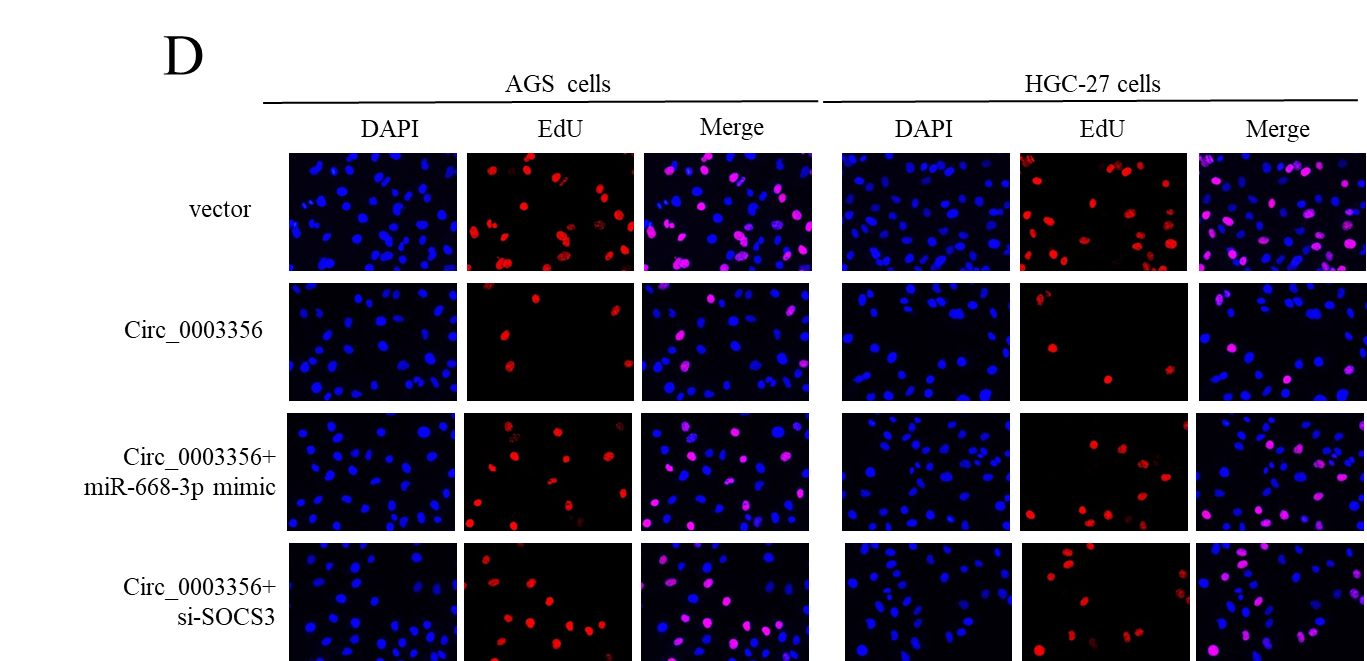 D
AGS cells
HGC-27 cells
DAPI
EdU
Merge
DAPI
EdU
Merge
vector
Circ_0003356
Circ_0003356+
miR-668-3p mimic
Circ_0003356+
si-SOCS3